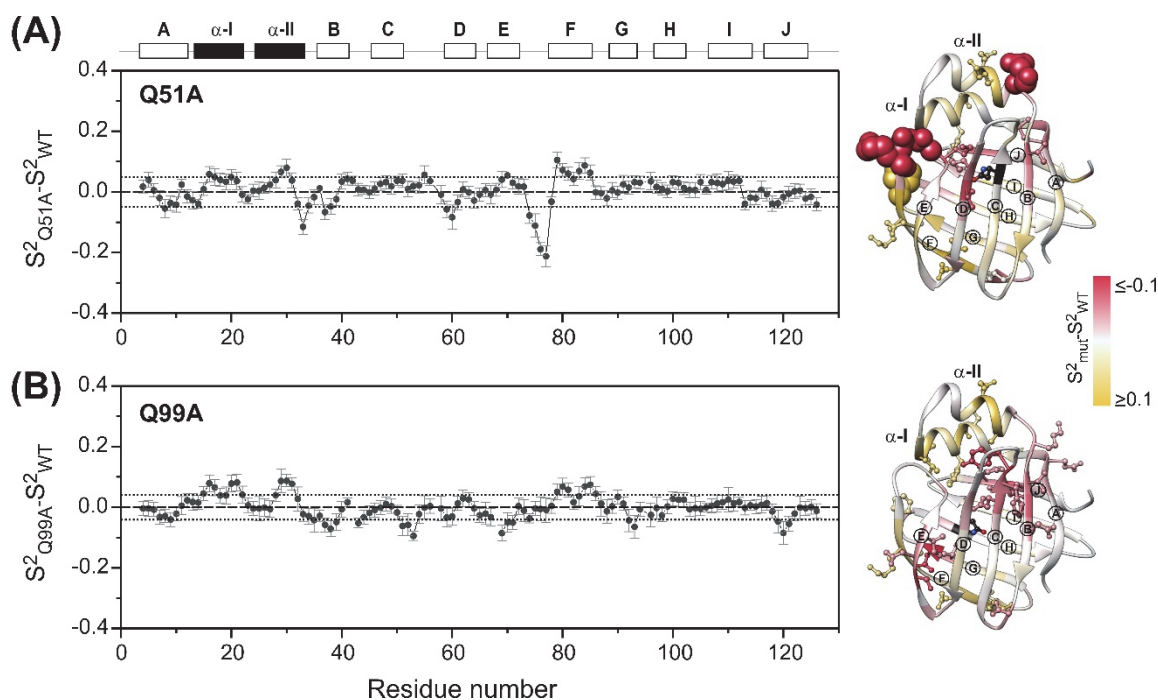 (A)
A α-I α-II B C D E F G H I J
Q51A
S²Q51A-S²WT
0.4
0.2
0.0
-0.2
-0.4
0 20 40 60 80 100 120
α-II
α-I
J
A
I
B
E D C H
G
F
(B)
Q99A
S²Q99A-S²WT
0.4
0.2
0.0
-0.2
-0.4
0 20 40 60 80 100 120
Residue number
α-II
α-I
J
A
I
B
E D C H
G
F
≤-0.1
S²mut-S²WT
≥0.1